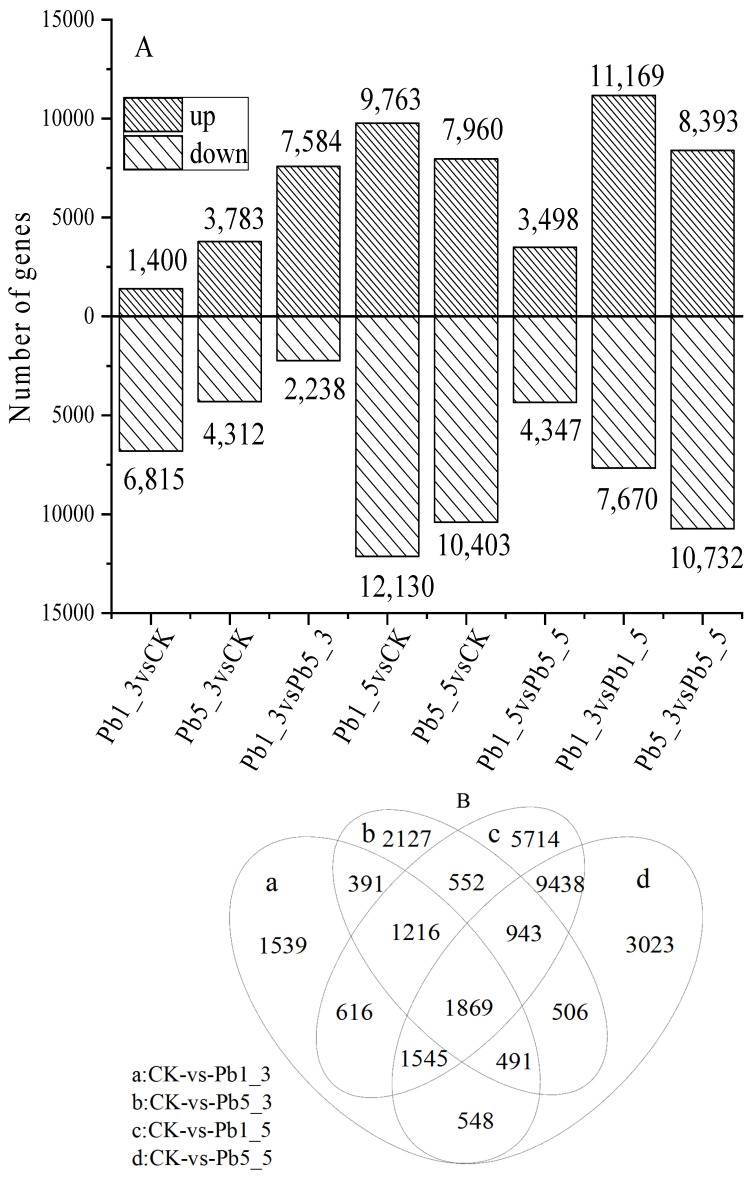 A
15000
10000
5000
0
5000
10000
15000
Number of genes
up
down
1,400
3,783
7,584
9,763
7,960
3,498
11,169
8,393
6,815
4,312
2,238
12,130
10,403
4,347
7,670
10,732
Pb1_3vsCK
Pb5_3vsCK
Pb1_3vsPb5_3
Pb1_5vsCK
Pb5_5vsCK
Pb1_5vsPb5_5
Pb1_3vsPb1_5
Pb5_3vsPb5_5
B
b 2127
c 5714
a
391
552
9438
d
1539
1216
943
3023
616
1869
506
1545
491
548
a:CK-vs-Pb1_3
b:CK-vs-Pb5_3
c:CK-vs-Pb1_5
d:CK-vs-Pb5_5